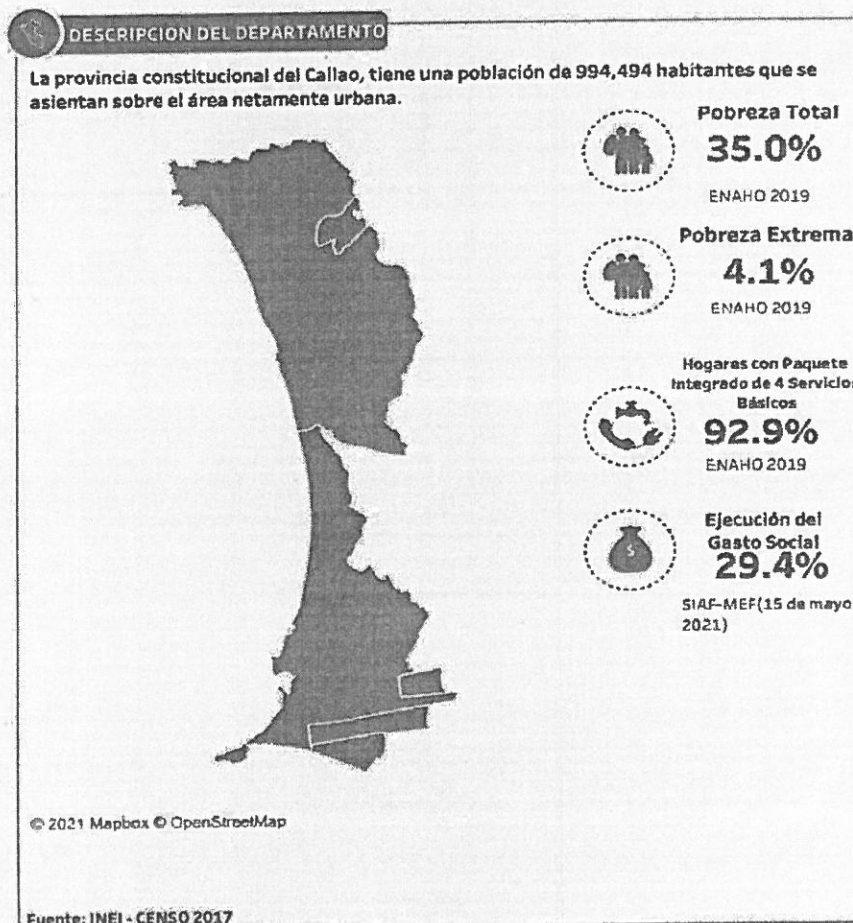 DESCRIPCION DEL DEPARTAMENTO
La provincia constitucional del Callao, tiene una población de 994,494 habitantes que se
asientan sobre el área netamente urbana.
Pobreza Total
35.0%
ENAHO 2019
Pobreza Extrema
4.1%
ENAHO 2019
Hogares con Paquete
Integrado de 4 Servicios
Básicos
92.9%
ENAHO 2019
Ejecución del
Gasto Social
$
29.4%
SIAF-MEF(15 de mayo
2021)
© 2021 Mapbox © OpenStreetMap
Fuente: INEI - CENSO 2017